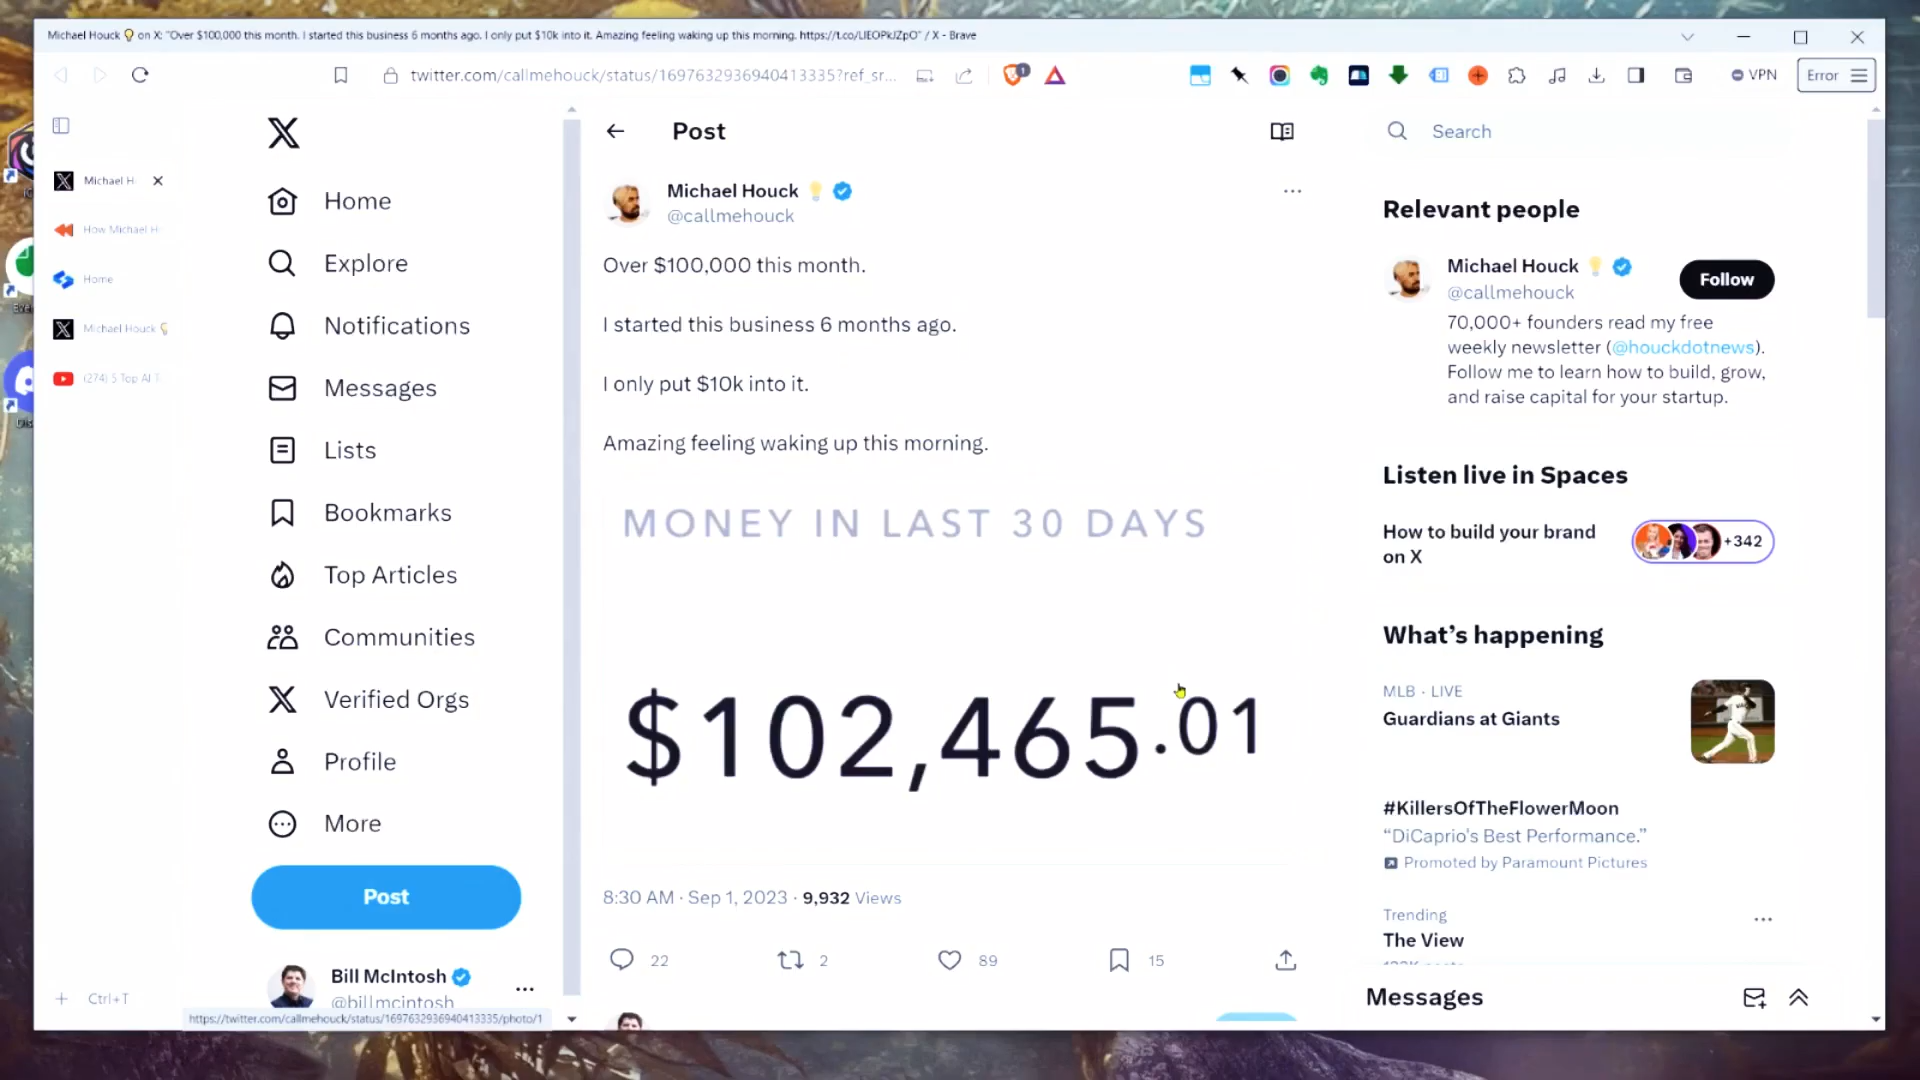 Michael Houck 💡 on X: "Over $100,000 this month. I started this business 6 months ago. I only put $10k into it. Amazing feeling waking up this morning. https://t.co/LIEOPkJZpO" / X - Brave
twitter.com/callmehouck/status/1697632936940413335?ref_sr...
1
VPN
Error
Michael H
How Michael H
Home
Michael Houck
(274) 5 Top AI T
Ctrl+T
Home
Explore
Notifications
Messages
Lists
Bookmarks
Top Articles
Communities
Verified Orgs
Profile
More
Post
Bill McIntosh
@billmcintosh
https://twitter.com/callmehouck/status/1697632936940413335/photo/1
Post
Michael Houck 💡
@callmehouck
Over $100,000 this month.
I started this business 6 months ago.
I only put $10k into it.
Amazing feeling waking up this morning.
MONEY IN LAST 30 DAYS
$102,465.01
8:30 AM · Sep 1, 2023 · 9,932 Views
22
2
89
15
Search
Relevant people
Michael Houck 💡
@callmehouck
Follow
70,000+ founders read my free
weekly newsletter (@houckdotnews).
Follow me to learn how to build, grow,
and raise capital for your startup.
Listen live in Spaces
How to build your brand
on X
+342
What's happening
MLB · LIVE
Guardians at Giants
#KillersOfTheFlowerMoon
"DiCaprio's Best Performance."
Promoted by Paramount Pictures
Trending
The View
Messages